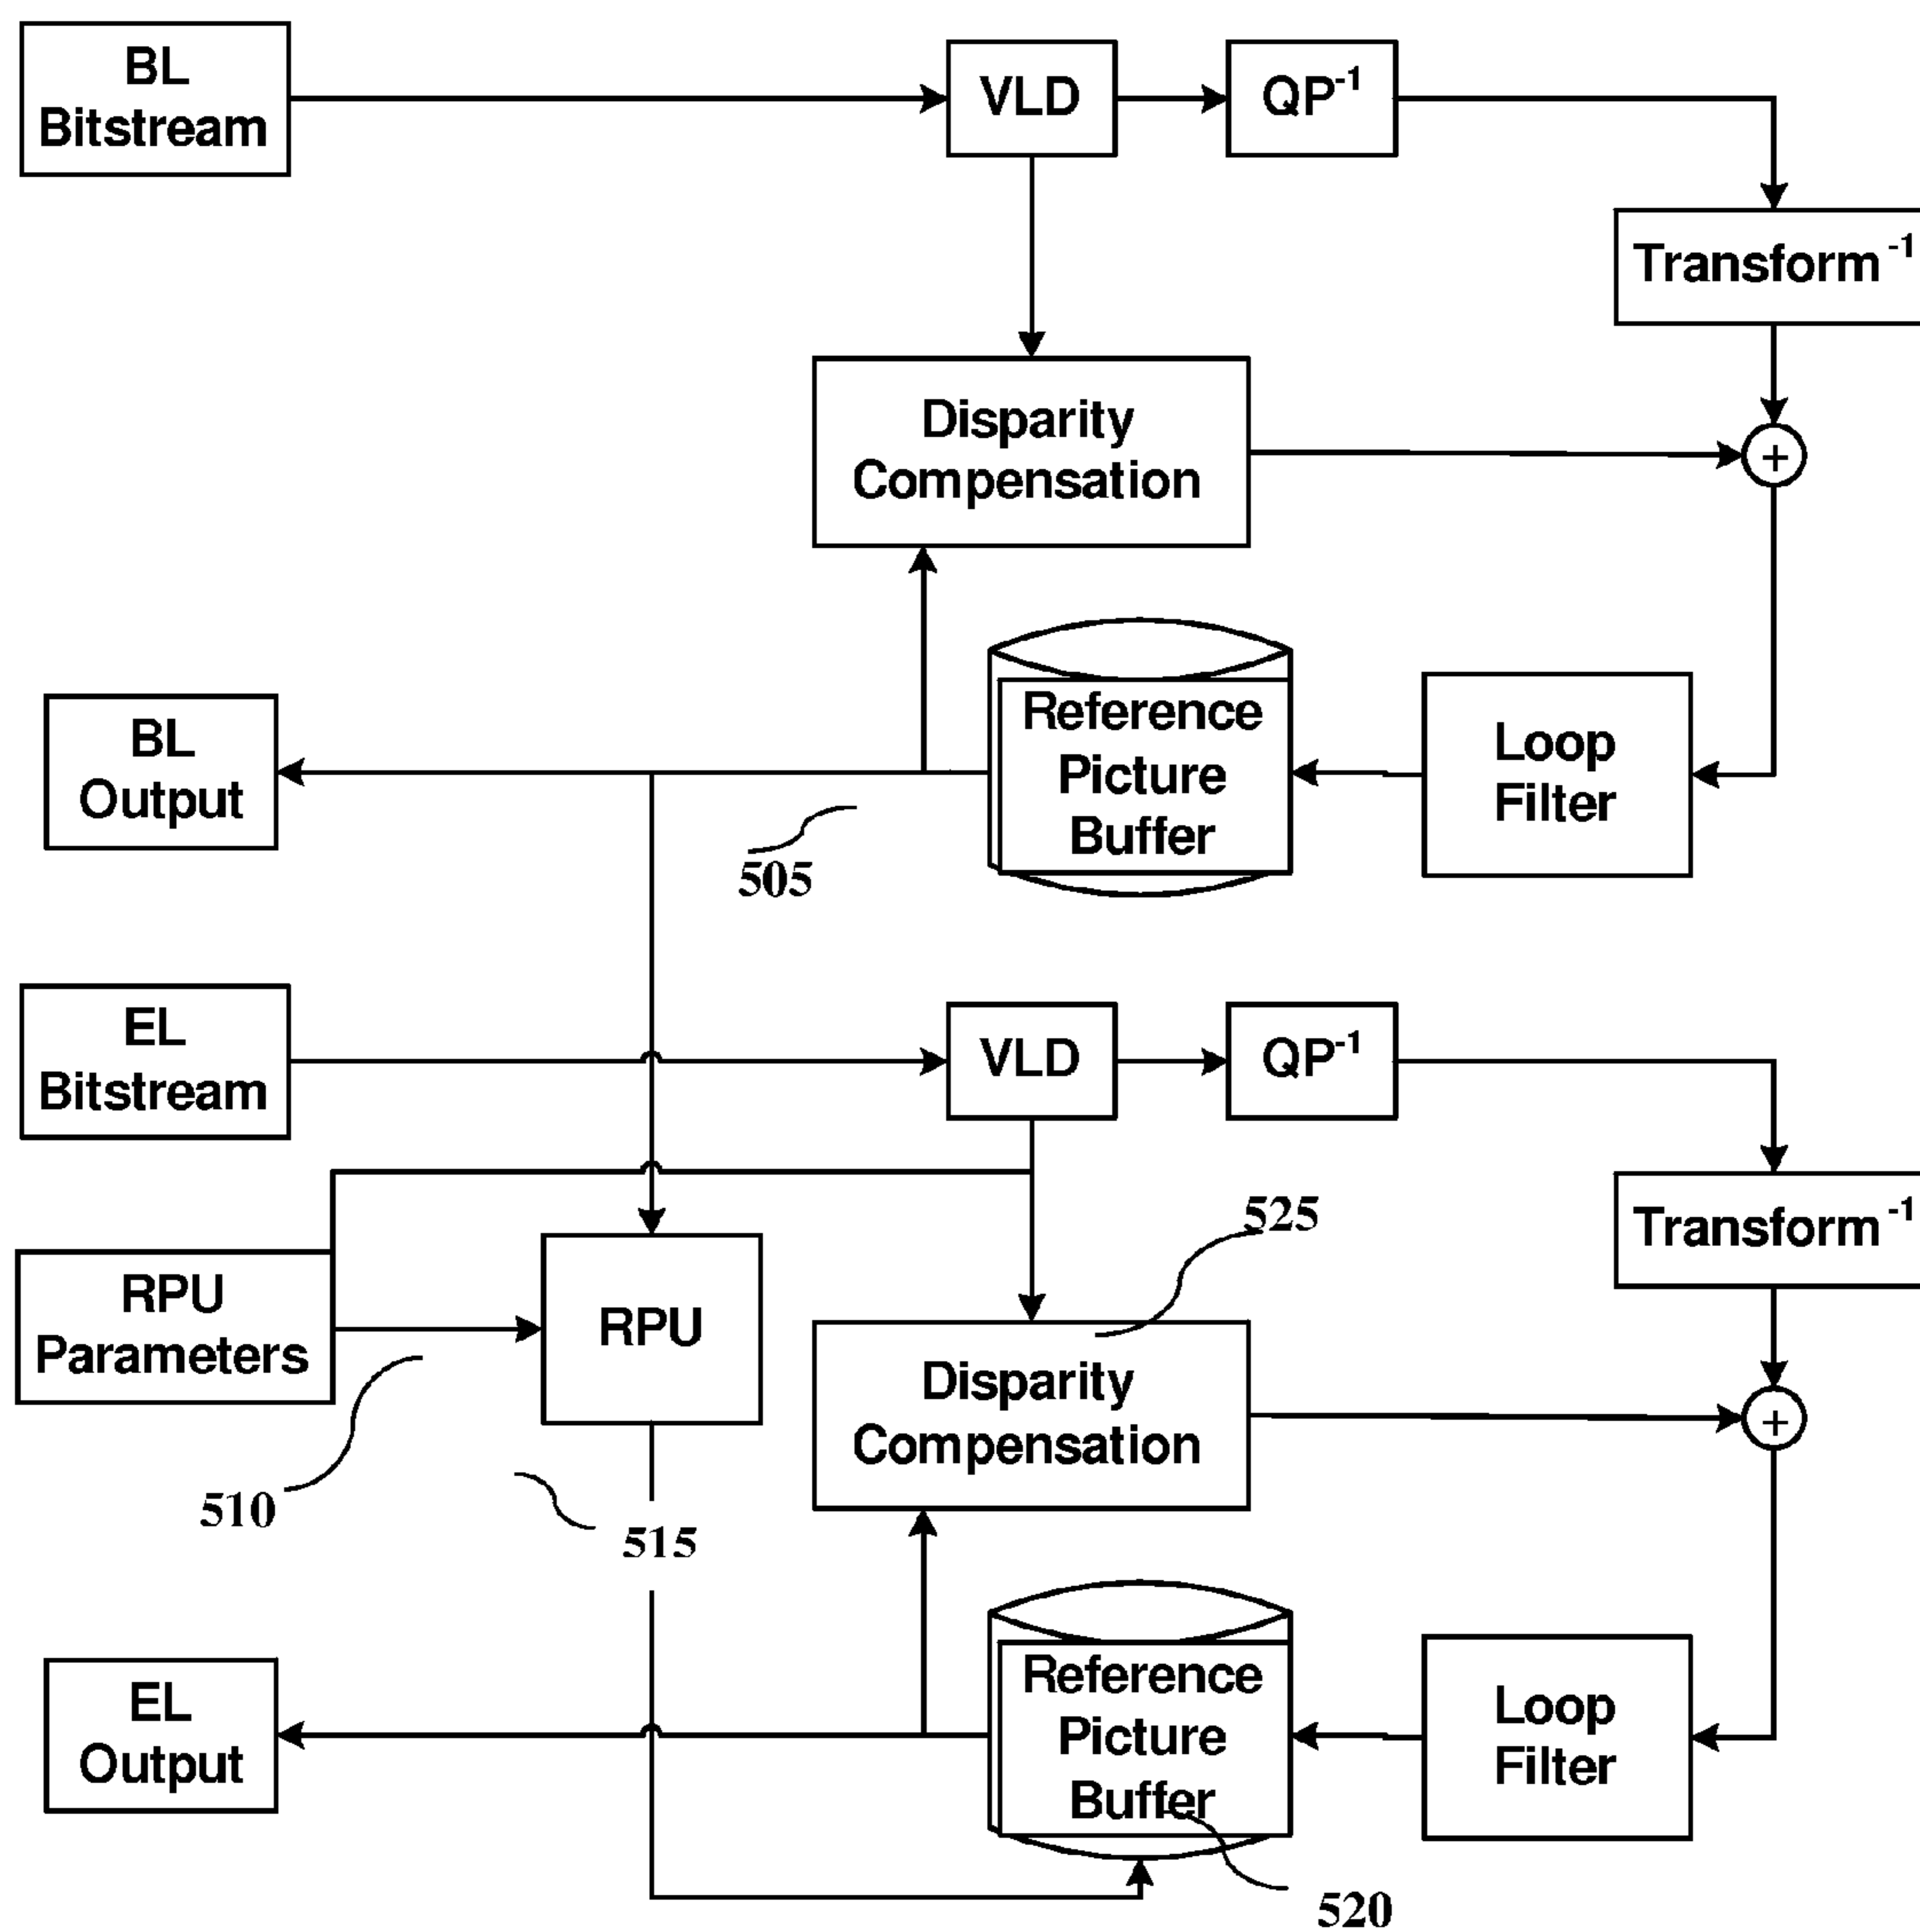 BL
Bitstream
VLD
QP-1
Transform-1
Disparity
Compensation
+
BL
Output
Reference
Picture
Buffer
Loop
Filter
505
EL
Bitstream
VLD
QP-1
Transform-1
525
RPU
Parameters
RPU
Disparity
Compensation
+
510
515
EL
Output
Reference
Picture
Buffer
Loop
Filter
520